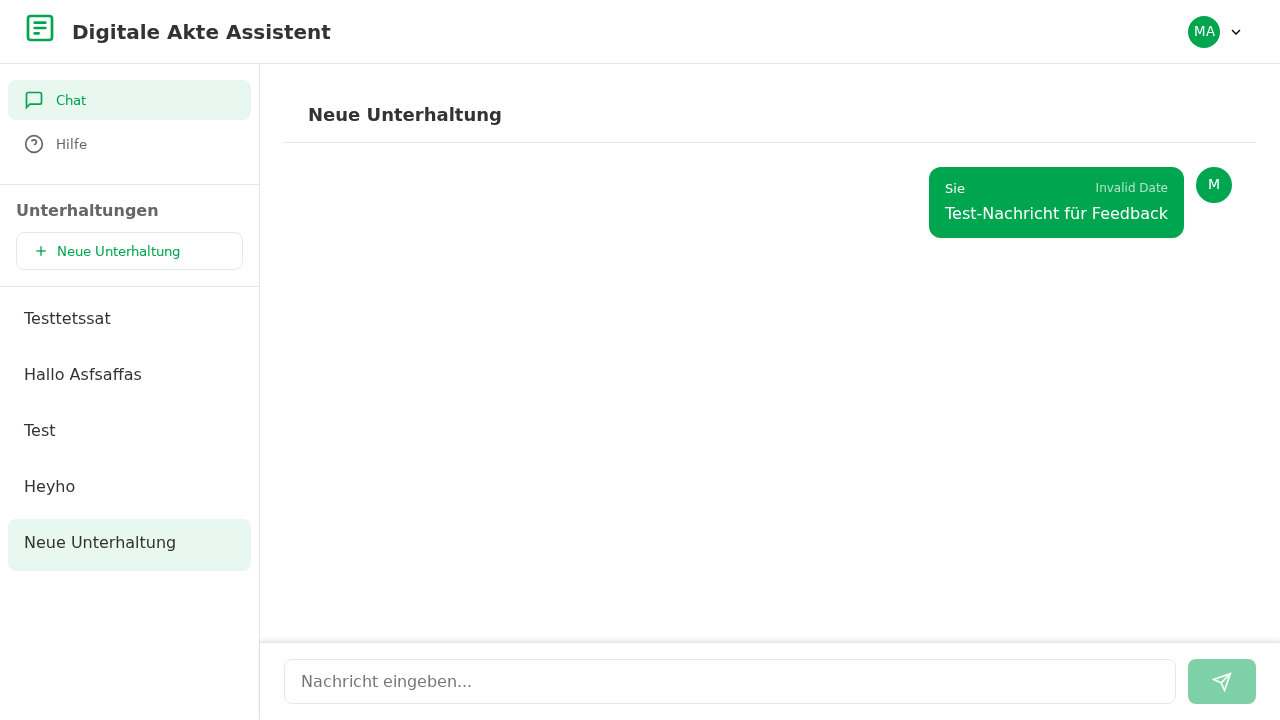 Digitale Akte Assistent
MA
Chat
Hilfe
Unterhaltungen
Neue Unterhaltung
Testtetssat
Hallo Asfsaffas
Test
Heyho
Neue Unterhaltung
Neue Unterhaltung
Sie Invalid Date
M
Test-Nachricht für Feedback
Nachricht eingeben...